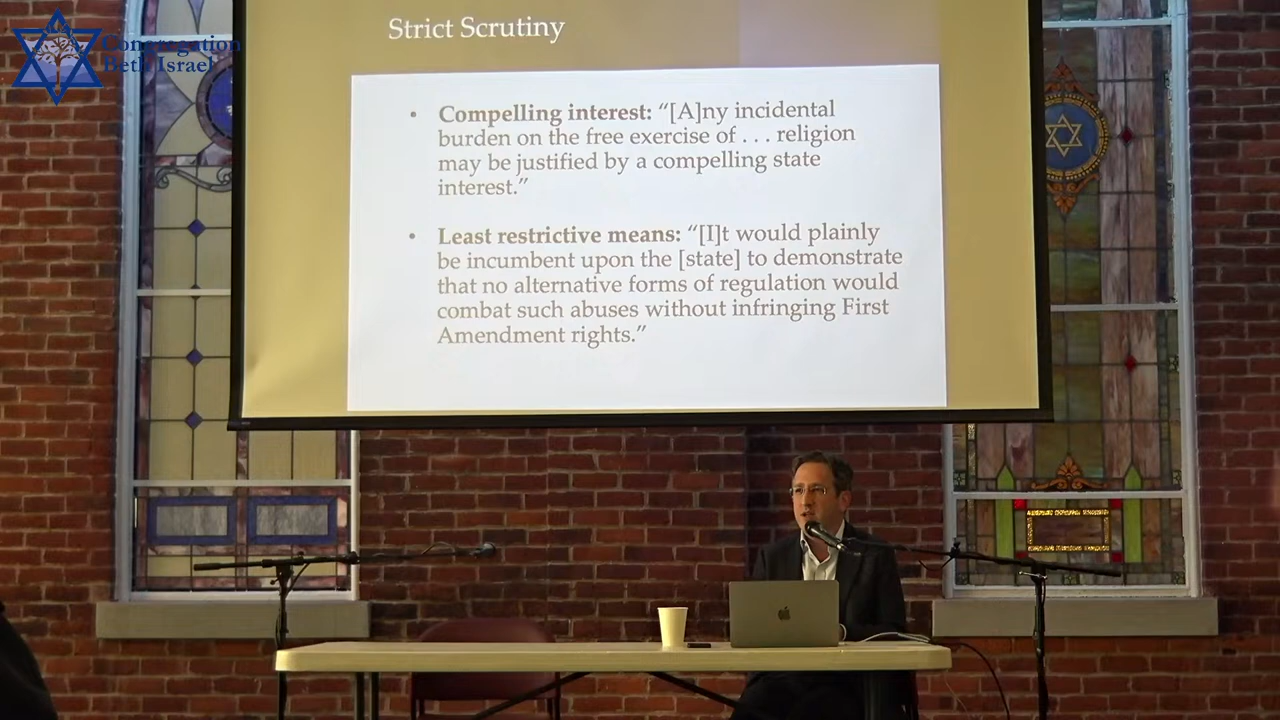 Congregation
Beth Israel
Strict Scrutiny
• Compelling interest: “[A]ny incidental
burden on the free exercise of . . . religion
may be justified by a compelling state
interest.”
• Least restrictive means: “[I]t would plainly
be incumbent upon the [state] to demonstrate
that no alternative forms of regulation would
combat such abuses without infringing First
Amendment rights.”